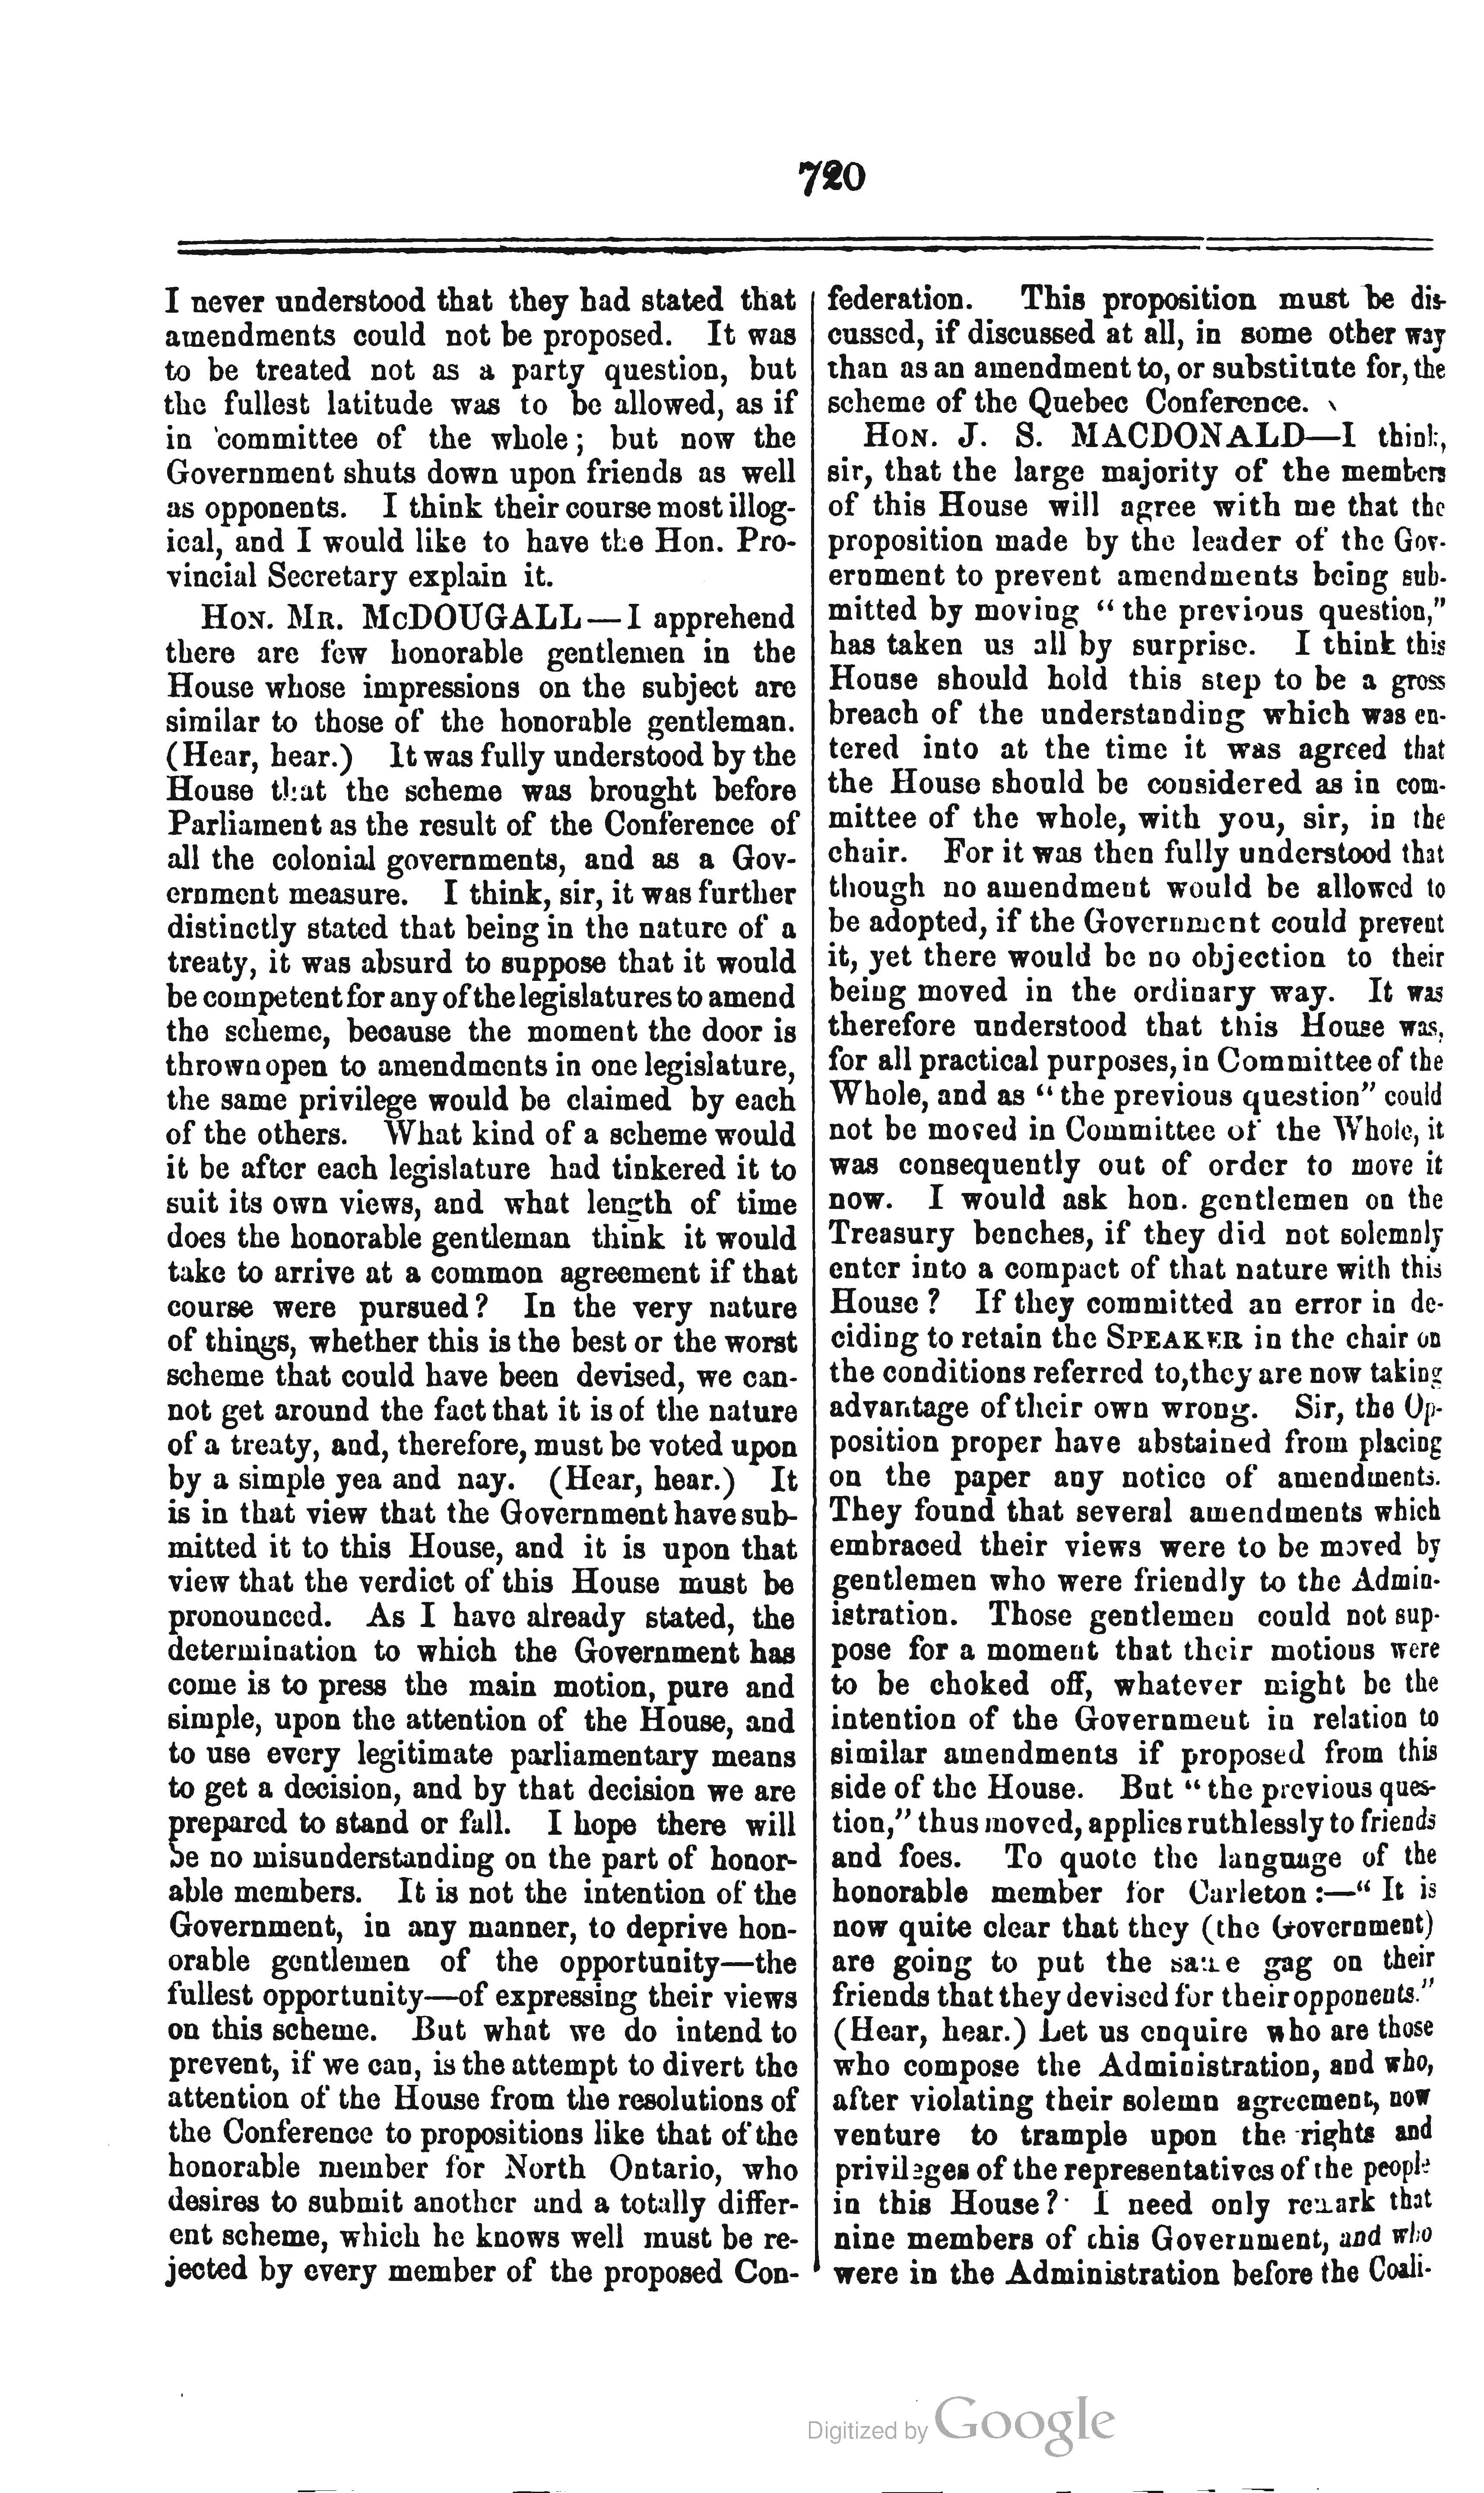 720
I never understood that they had stated that
amendments could not be proposed. It was
to be treated not as a party question, but
the fullest latitude was to be allowed, as if
in committee of the whole; but now the
Government shuts down upon friends as well
as opponents. I think their course most illog-
ical, and I would like to have the Hon. Pro-
vincial Secretary explain it.
HON. MR. McDOUGALL—I apprehend
there are few honorable gentlemen in the
House whose impressions on the subject are
similar to those of the honorable gentleman.
(Hear, hear.) It was fully understood by the
House that the scheme was brought before
Parliament as the result of the Conference of
all the colonial governments, and as a Gov-
ernment measure. I think, sir, it was further
distinctly stated that being in the nature of a
treaty, it was absurd to suppose that it would
be competent for any of the legislatures to amend
the scheme, because the moment the door is
thrown open to amendments in one legislature,
the same privilege would be claimed by each
of the others. What kind of a scheme would
it be after each legislature had tinkered it to
suit its own views, and what length of time
does the honorable gentleman think it would
take to arrive at a common agreement if that
course were pursued? In the very nature
of things, whether this is the best or the worst
scheme that could have been devised, we can-
not get around the fact that it is of the nature
of a treaty, and, therefore, must be voted upon
by a simple yea and nay. (Hear, hear.) It
is in that view that the Government have sub-
mitted it to this House, and it is upon that
view that the verdict of this House must be
pronounced. As I have already stated, the
determination to which the Government has
come is to press the main motion, pure and
simple, upon the attention of the House, and
to use every legitimate parliamentary means
to get a decision, and by that decision we are
prepared to stand or fall. I hope there will
be no misunderstanding on the part of honor-
able members. It is not the intention of the
Government, in any manner, to deprive hon-
orable gentlemen of the opportunity—the
fullest opportunity—of expressing their views
on this scheme. But what we do intend to
prevent, if we can, is the attempt to divert the
attention of the House from the resolutions of
the Conference to propositions like that of the
honorable member for North Ontario, who
desires to submit another and a totally differ-
ent scheme, which he knows well must be re-
jected by every member of the proposed Con-
federation. This proposition must be dis-
cussed, if discussed at all, in some other way
than as an amendment to, or substitute for, the
scheme of the Quebec Conference.
HON. J. S. MACDONALD—I think,
sir, that the large majority of the members
of this House will agree with me that the
proposition made by the leader of the Gov-
ernment to prevent amendments being sub-
mitted by moving "the previous question,"
has taken us all by surprise. I think this
House should hold this step to be a gross
breach of the understanding which was en-
tered into at the time it was agreed that
the House should be considered as in com-
mittee of the whole, with you, sir, in the
chair. For it was then fully understood that
though no amendment would be allowed to
be adopted, if the Government could prevent
it, yet there would be no objection to their
being moved in the ordinary way. It was
therefore understood that this House was,
for all practical purposes, in Committee of the
Whole, and as "the previous question" could
not be moved in Committee of the Whole, it
was consequently out of order to move it
now. I would ask hon. gentlemen on the
Treasury benches, if they did not solemnly
enter into a compact of that nature with this
House? If they committed an error in de-
ciding to retain the SPEAKER in the chair on
the conditions referred to, they are now taking
advantage of their own wrong. Sir, the Op-
position proper have abstained from placing
on the paper any notice of amendments.
They found that several amendments which
embraced their views were to be moved by
gentlemen who were friendly to the Admin-
istration. Those gentlemen could not sup-
pose for a moment that their motions were
to be choked off, whatever might be the
intention of the Government in relation to
similar amendments if proposed from this
side of the House. But "the previous ques-
tion," thus moved, applies ruthlessly to friends
and foes. To quote the language of the
honorable member for Carleton:—"It is
now quite clear that they (the Government)
are going to put the same gag on their
friends that they devised for their opponents."
(Hear, hear.) Let us enquire who are those
who compose the Administration, and who,
after violating their solemn agreement, now
venture to trample upon the rights and
privileges of the representatives of the people
in this House? I need only remark that
nine members of this Government, and who
were in the Administration before the Coali-
Digitized by Google